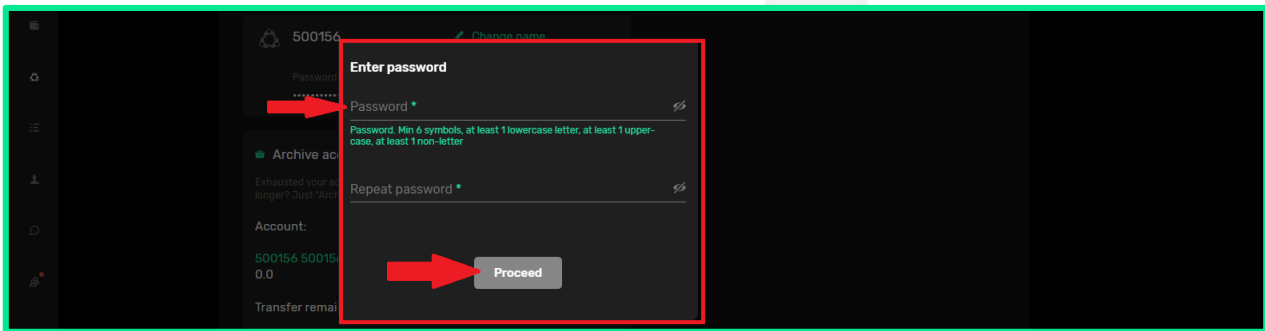 500156
Change name
Password
Enter password
Password *
Password. Min 6 symbols, at least 1 lowercase letter, at least 1 upper-
case, at least 1 non-letter
Archive
Exhausted your
longer? Just "Arch
Repeat password *
Account:
500156 500156
0.0
Proceed
Transfer remai